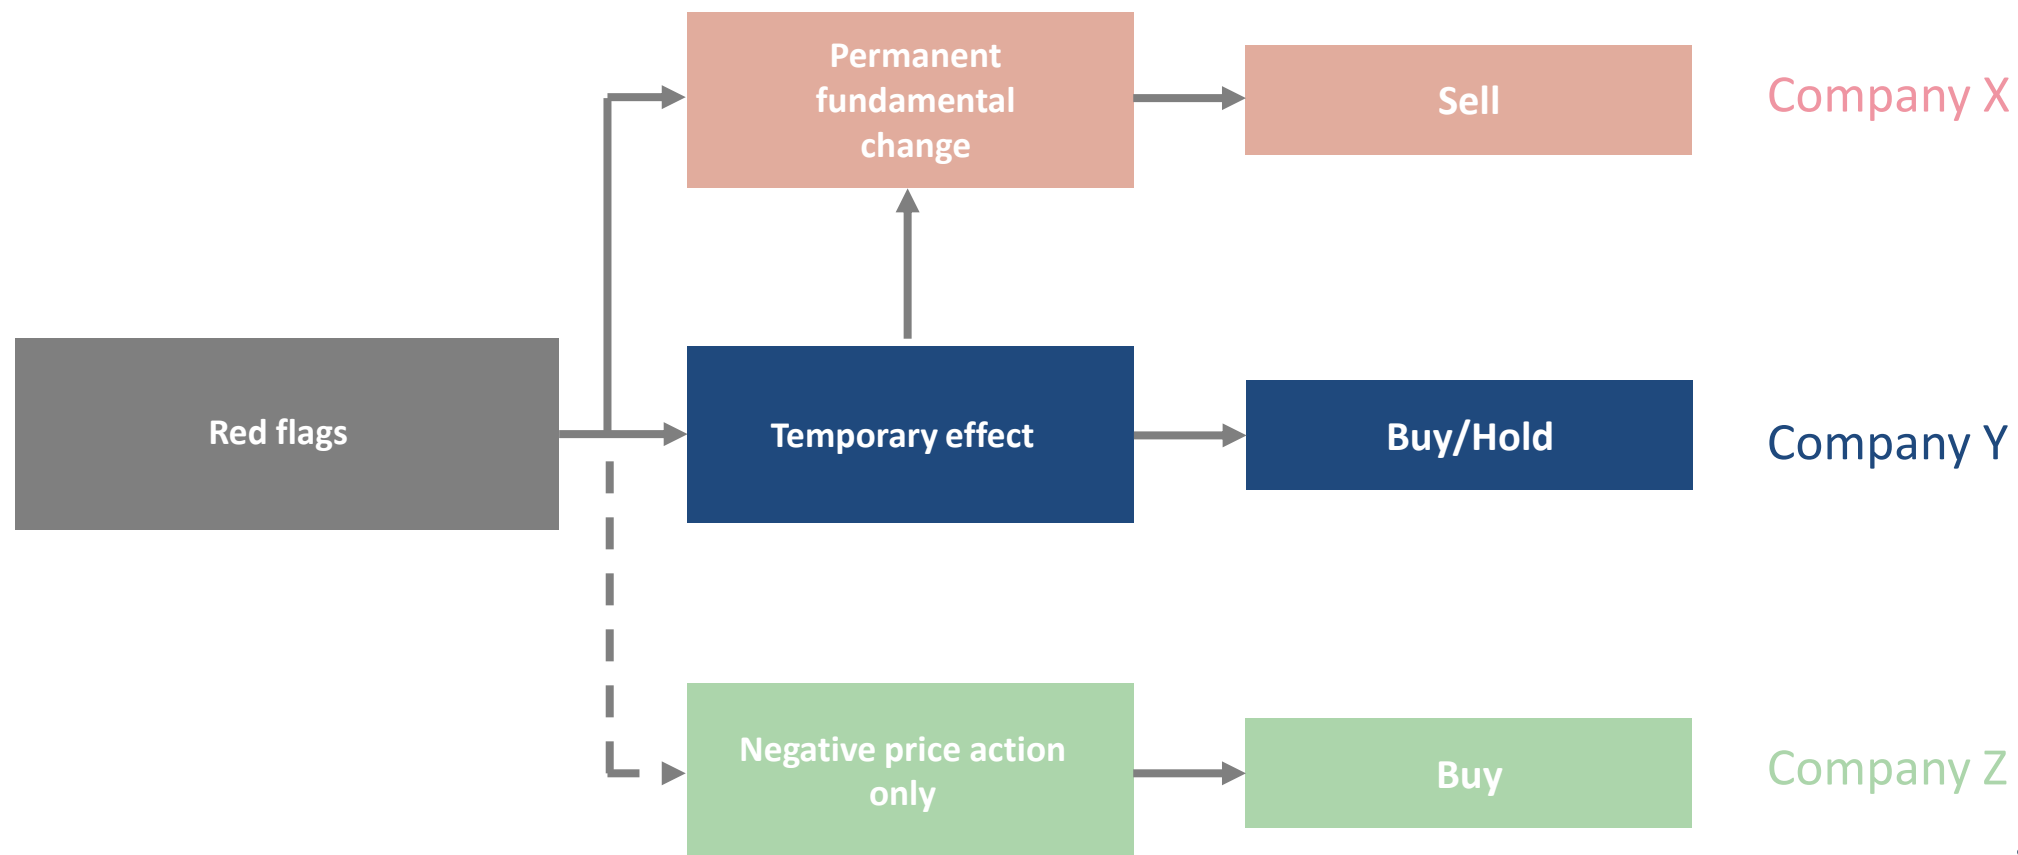 Permanent
fundamental
change
Sell
Company X
Red flags
Temporary effect
Buy/Hold
Company Y
Negative price action
only
Buy
Company Z